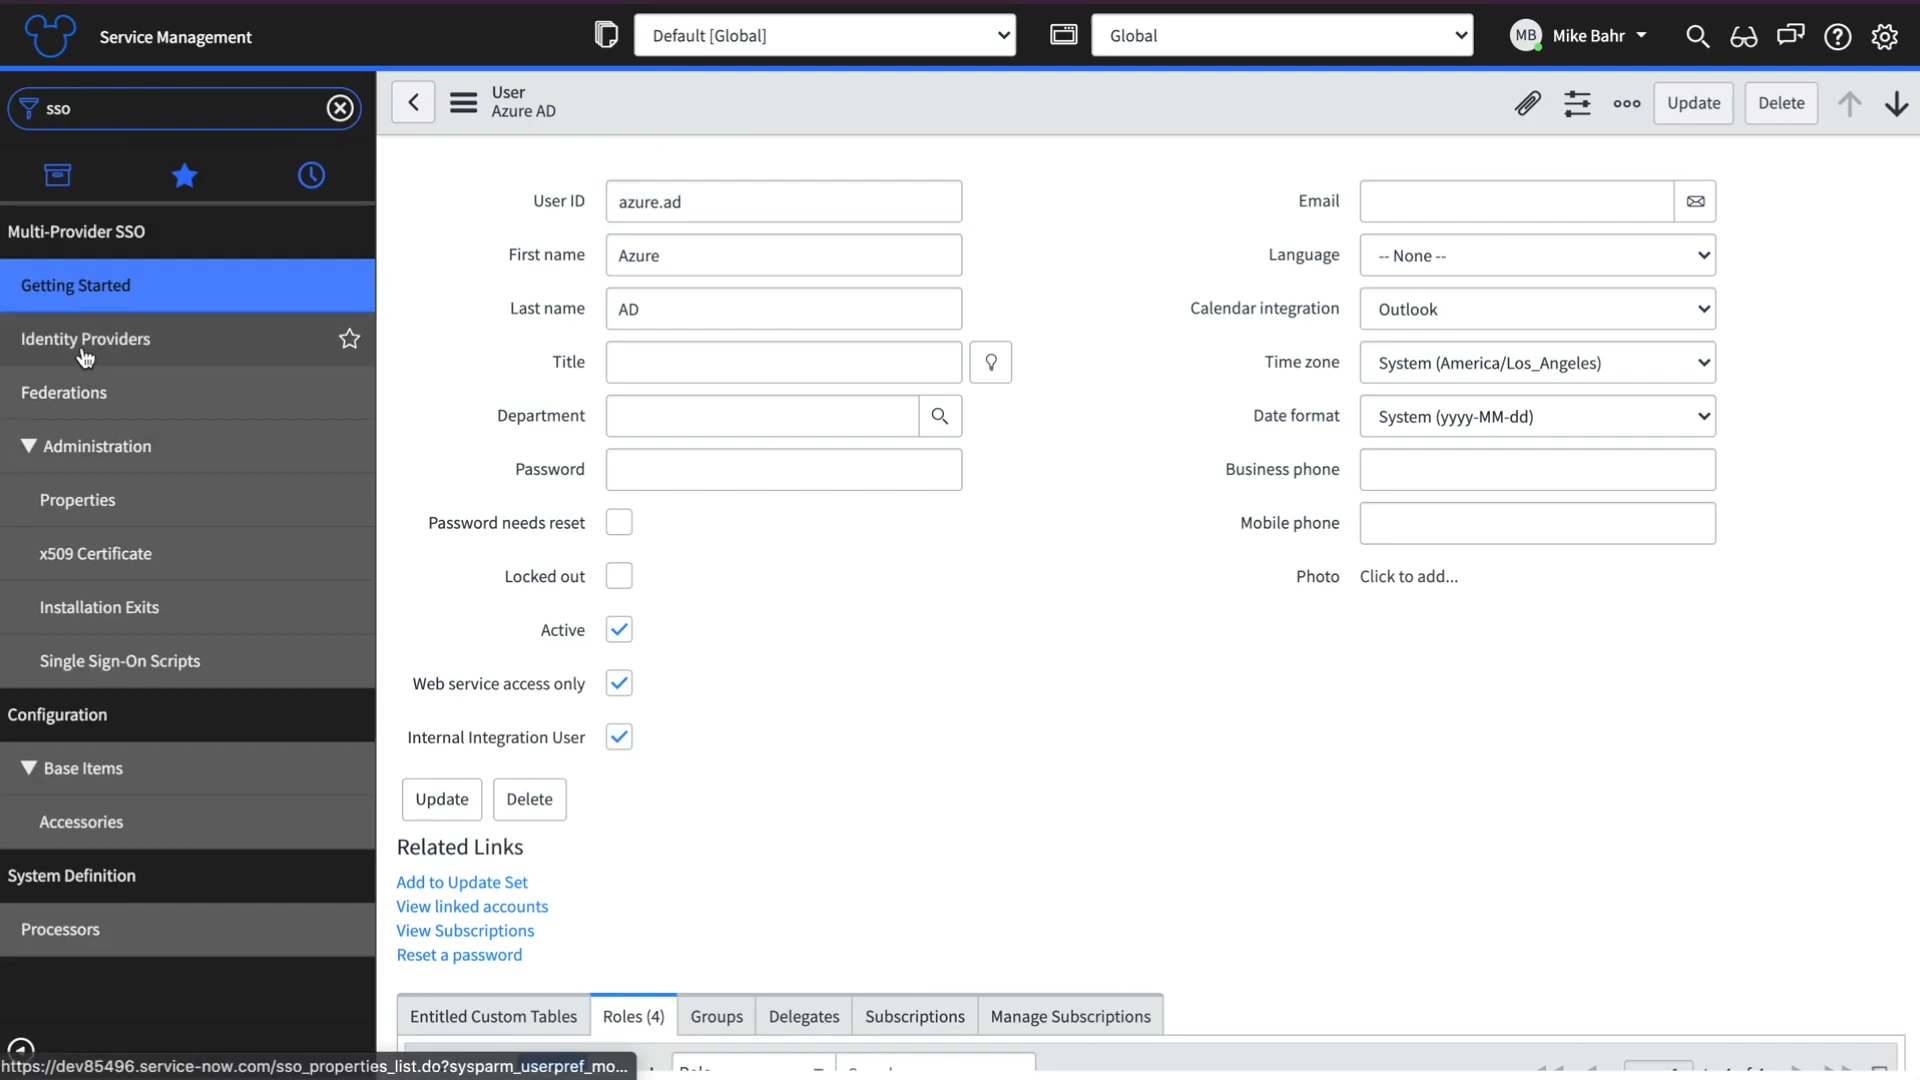 Service Management
Default [Global]
Global
MB
Mike Bahr
sso
User
Azure AD
Update
Delete
Multi-Provider SSO
Getting Started
Identity Providers
Federations
Administration
Properties
x509 Certificate
Installation Exits
Single Sign-On Scripts
Configuration
Base Items
Accessories
System Definition
Processors
User ID
azure.ad
First name
Azure
Last name
AD
Title
Department
Password
Password needs reset
Locked out
Active
Web service access only
Internal Integration User
Email
Language
-- None --
Calendar integration
Outlook
Time zone
System (America/Los_Angeles)
Date format
System (yyyy-MM-dd)
Business phone
Mobile phone
Photo
Click to add...
Update
Delete
Related Links
Add to Update Set
View linked accounts
View Subscriptions
Reset a password
Entitled Custom Tables
Roles (4)
Groups
Delegates
Subscriptions
Manage Subscriptions
https://dev85496.service-now.com/sso_properties_list.do?sysparm_userpref_mo...